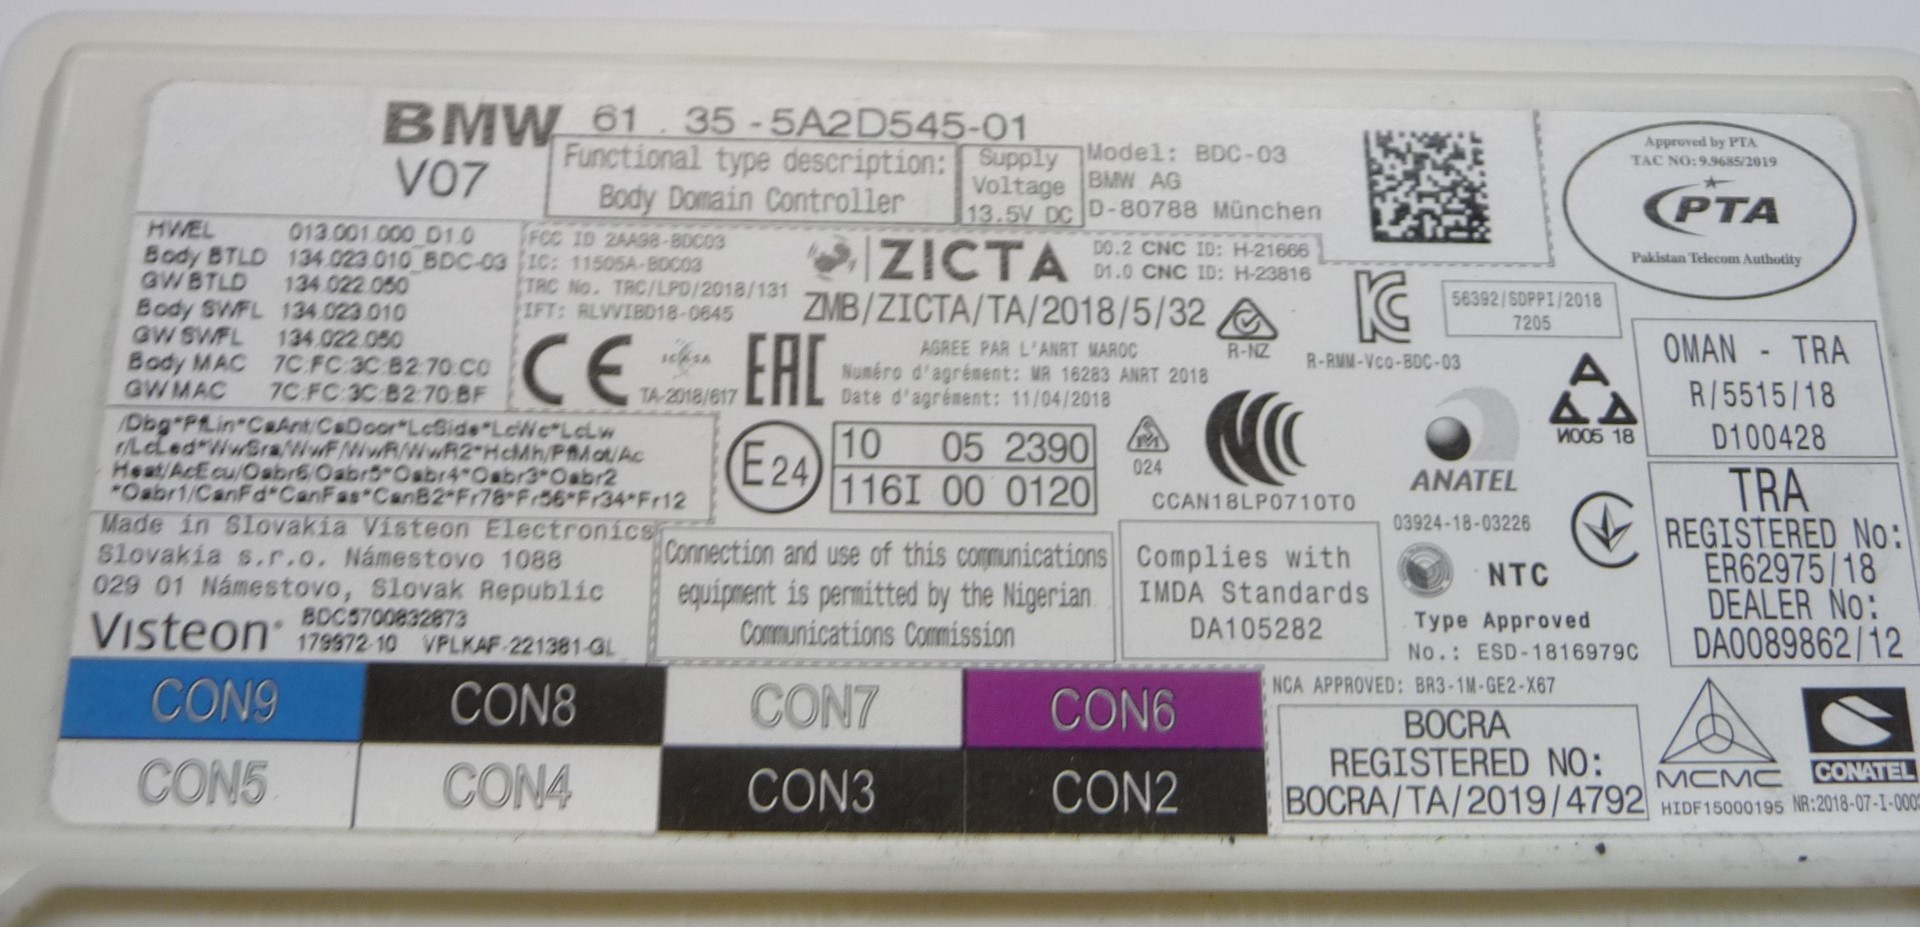 BMW 61 . 35 - 5A2D545-01
V07
Functional type description:
Body Domain Controller
Supply
Voltage
13.5V DC
Model: BDC-03
BMW AG
D-80788 München
Approved by PTA
TAC NO: 9.9685/2019
PTA
Pakistan Telecom Authotity
HWEL 013.001.000_D1.0
Body BTLD 134.023.010_BDC-03
GW BTLD 134.022.050
Body SWFL 134.023.010
GW SWFL 134.022.050
Body MAC 7C:FC:3C:B2:70:C0
GW MAC 7C:FC:3C:B2:70:BF
FCC ID 2AA98-BDC03
IC: 11505A-BDC03
TRC No. TRC/LPD/2018/131
IFT: RLVVIBD18-0645
ZICTA
D0.2 CNC ID: H-21666
D1.0 CNC ID: H-23816
ZMB/ZICTA/TA/2018/5/32
R-NZ
R-RMM-Vco-BDC-03
56392/SDPPI/2018
7205
CE
ICASA
TA-2018/617
EAC
AGREE PAR L'ANRT MAROC
Numéro d'agrément: MR 16283 ANRT 2018
Date d'agrément: 11/04/2018
OMAN - TRA
R/5515/18
D100428
И005 18
/Dbg*PfLin*CaAnt/CaDoor*LcSide*LcWc*LcLw
r/LcLed*WwSra/WwF/WwR/WwR2*HcMh/PfMot/Ac
Heat/AcEcu/Oabr6/Oabr5*Oabr4*Oabr3*Oabr2
*Oabr1/CanFd*CanFas*CanB2*Fr78*Fr56*Fr34*Fr12
E24
10 05 2390
116I 00 0120
024
CCAN18LP0710T0
ANATEL
03924-18-03226
TRA
REGISTERED No:
ER62975/18
DEALER No:
DA0089862/12
Made in Slovakia Visteon Electronics
Slovakia s.r.o. Námestovo 1088
029 01 Námestovo, Slovak Republic
Visteon
BDC5700832873
179972-10 VPLKAF-221381-GL
Connection and use of this communications
equipment is permitted by the Nigerian
Communications Commission
Complies with
IMDA Standards
DA105282
NTC
Type Approved
No.: ESD-1816979C
CON9 CON8 CON7 CON6
CON5 CON4 CON3 CON2
NCA APPROVED: BR3-1M-GE2-X67
BOCRA
REGISTERED NO:
BOCRA/TA/2019/4792
MCMC
HIDF15000195
CONATEL
NR:2018-07-I-000